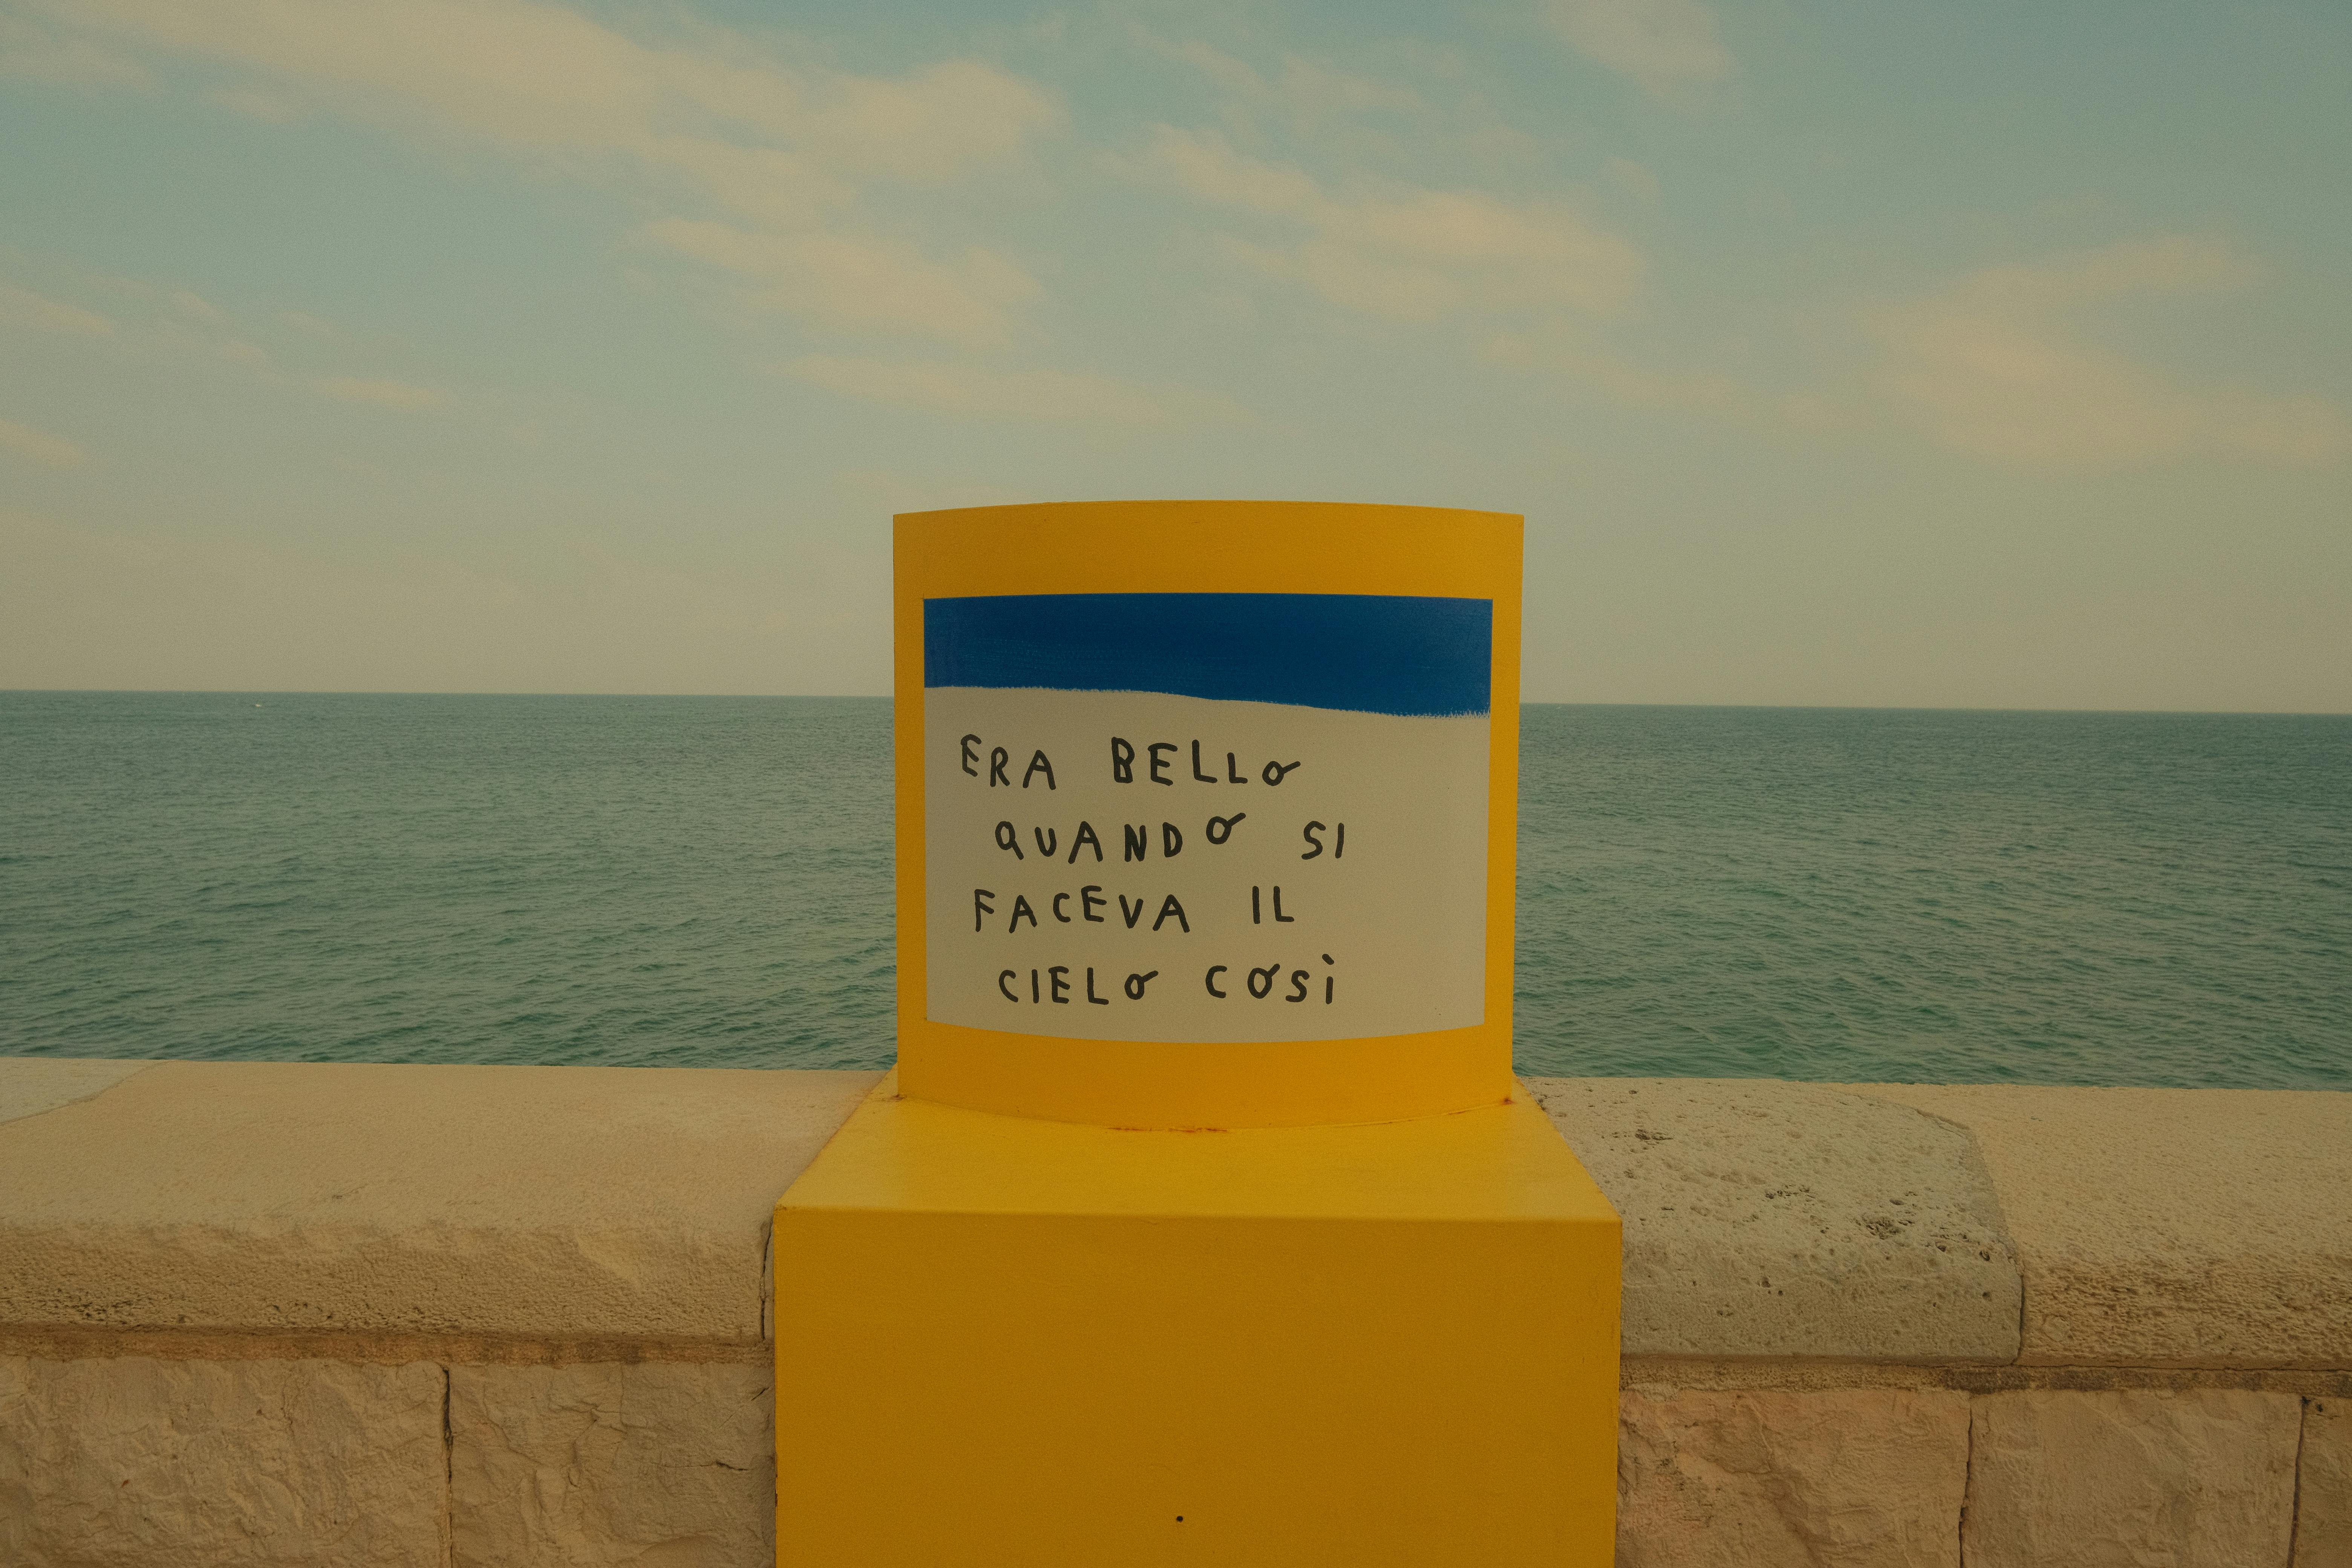 ERA BELLO
QUANDO SI
FACEVA IL
CIELO COSÌ